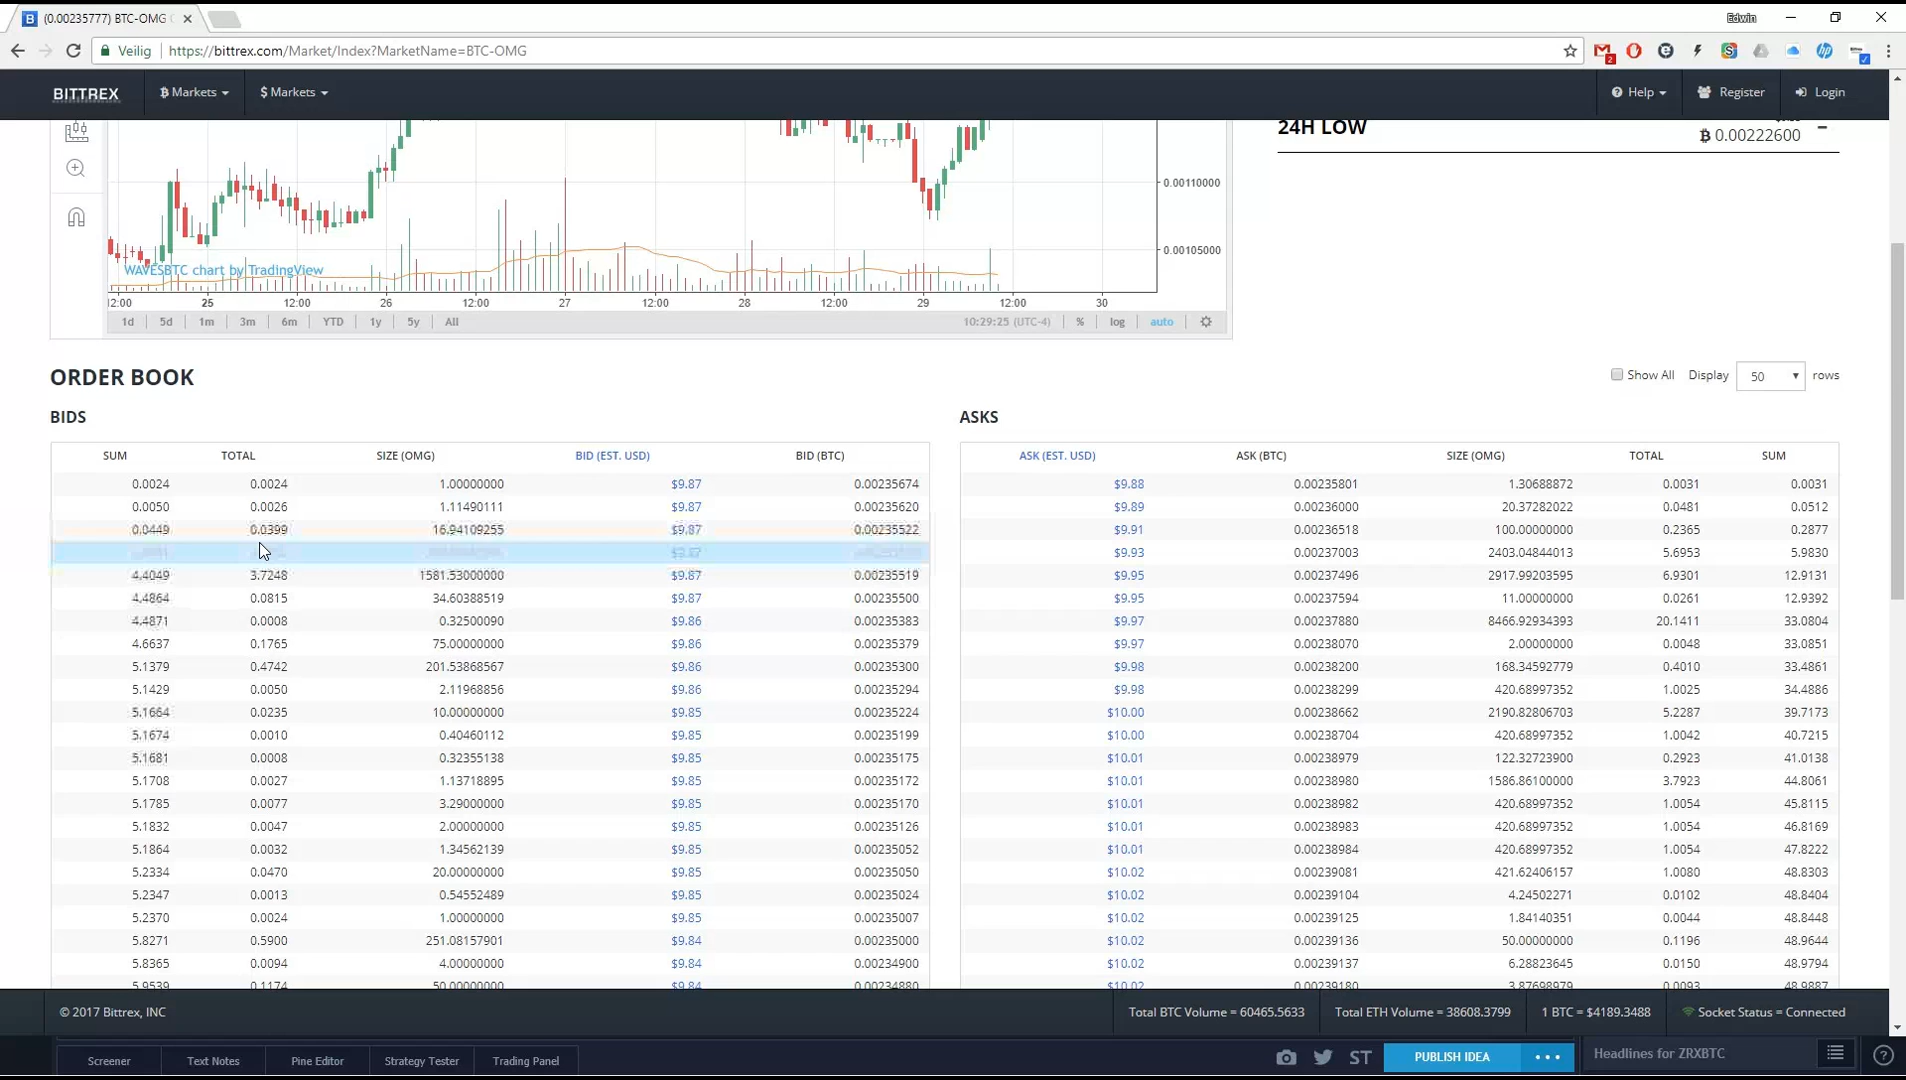 (0.00235777) BTC-OMG
Edwin
Veilig https://bittrex.com/Market/Index?MarketName=BTC-OMG
2
BITTREX Markets $ Markets Help Register Login
24H LOW 0.00222600
0.00110000
0.00105000
WAVESBTC chart by TradingView
12:00 25 12:00 26 12:00 27 12:00 28 12:00 29 12:00 30
1d 5d 1m 3m 6m YTD 1y 5y All 10:29:25 (UTC-4) % log auto
ORDER BOOK
Show All Display 50 rows
BIDS
SUM TOTAL SIZE (OMG) BID (EST. USD) BID (BTC)
0.0024 0.0024 1.00000000 $9.87 0.00235674
0.0050 0.0026 1.11490111 $9.87 0.00235620
0.0449 0.0399 16.94109255 $9.87 0.00235522
4.4049 3.7248 1581.53000000 $9.87 0.00235519
4.4864 0.0815 34.60388519 $9.87 0.00235500
4.4871 0.0008 0.32500090 $9.86 0.00235383
4.6637 0.1765 75.00000000 $9.86 0.00235379
5.1379 0.4742 201.53868567 $9.86 0.00235300
5.1429 0.0050 2.11968856 $9.86 0.00235294
5.1664 0.0235 10.00000000 $9.85 0.00235224
5.1674 0.0010 0.40460112 $9.85 0.00235199
5.1681 0.0008 0.32355138 $9.85 0.00235175
5.1708 0.0027 1.13718895 $9.85 0.00235172
5.1785 0.0077 3.29000000 $9.85 0.00235170
5.1832 0.0047 2.00000000 $9.85 0.00235126
5.1864 0.0032 1.34562139 $9.85 0.00235052
5.2334 0.0470 20.00000000 $9.85 0.00235050
5.2347 0.0013 0.54552489 $9.85 0.00235024
5.2370 0.0024 1.00000000 $9.85 0.00235007
5.8271 0.5900 251.08157901 $9.84 0.00235000
5.8365 0.0094 4.00000000 $9.84 0.00234900
5.9539 0.1174 50.00000000 $9.84 0.00234880
ASKS
ASK (EST. USD) ASK (BTC) SIZE (OMG) TOTAL SUM
$9.88 0.00235801 1.30688872 0.0031 0.0031
$9.89 0.00236000 20.37282022 0.0481 0.0512
$9.91 0.00236518 100.00000000 0.2365 0.2877
$9.93 0.00237003 2403.04844013 5.6953 5.9830
$9.95 0.00237496 2917.99203595 6.9301 12.9131
$9.95 0.00237594 11.00000000 0.0261 12.9392
$9.97 0.00237880 8466.92934393 20.1411 33.0804
$9.97 0.00238070 2.00000000 0.0048 33.0851
$9.98 0.00238200 168.34592779 0.4010 33.4861
$9.98 0.00238299 420.68997352 1.0025 34.4886
$10.00 0.00238662 2190.82806703 5.2287 39.7173
$10.00 0.00238704 420.68997352 1.0042 40.7215
$10.01 0.00238979 122.32723900 0.2923 41.0138
$10.01 0.00238980 1586.86100000 3.7923 44.8061
$10.01 0.00238982 420.68997352 1.0054 45.8115
$10.01 0.00238983 420.68997352 1.0054 46.8169
$10.01 0.00238984 420.68997352 1.0054 47.8222
$10.02 0.00239081 421.62406157 1.0080 48.8303
$10.02 0.00239104 4.24502271 0.0102 48.8404
$10.02 0.00239125 1.84140351 0.0044 48.8448
$10.02 0.00239136 50.00000000 0.1196 48.9644
$10.02 0.00239137 6.28823645 0.0150 48.9794
$10.02 0.00239180 3.87698979 0.0093 48.9887
© 2017 Bittrex, INC Total BTC Volume = 60465.5633 Total ETH Volume = 38608.3799 1 BTC = $4189.3488 Socket Status = Connected
Screener Text Notes Pine Editor Strategy Tester Trading Panel ST PUBLISH IDEA Headlines for ZRXBTC